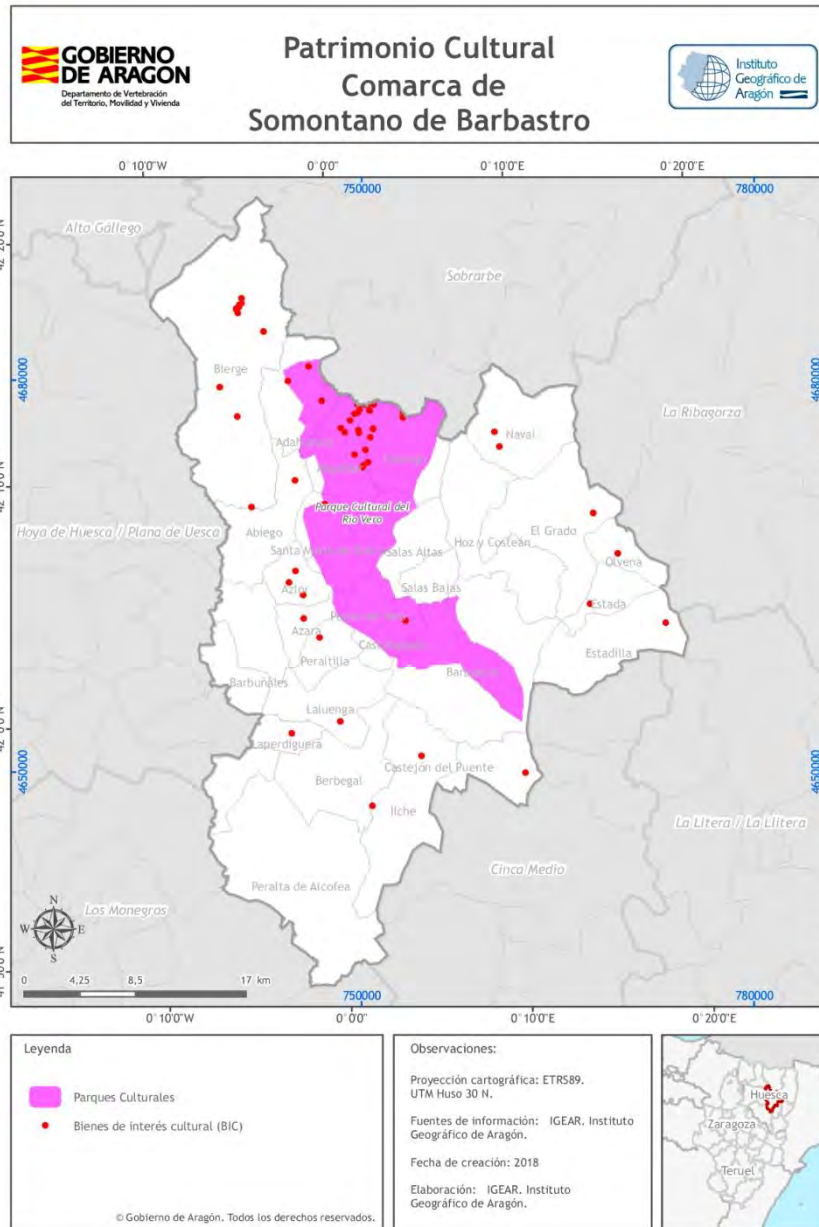 GOBIERNO
DE ARAGON
Departamento de Vertebración
del Territorio, Movilidad y Vivienda
Patrimonio Cultural
Comarca de
Somontano de Barbastro
Instituto
Geográfico de
Aragón
0°10'0"W
0°0'0"
0°10'0"E
0°20'0"E
750000
780000
Alto Gállego
Sobrarbe
4680000
4680000
Bierge
La Ribagorza
Naval
Parque Cultural del
Río Vero
Hoya de Huesca / Plana de Uesca
Abiego
El Grado
Hoz y Costean
Salas Altas
Olvena
Salas Bajas
Azlor
Estada
Azara
Estadilla
Peraltilla
Barbuñales
Laluenga
Laperdiguera
4650000
4650000
Castejón del Puente
Berbegal
Ilche
La Litera / La Llitera
Cinca Medio
Peralta de Alcofea
Los Monegros
N
W
E
S
0
4,25
8,5
17 km
750000
780000
0°10'0"W
0°0'0"
0°10'0"E
0°20'0"E
Leyenda
Parques Culturales
Bienes de interés cultural (BIC)
© Gobierno de Aragón. Todos los derechos reservados.
Observaciones:
Proyección cartográfica: ETRS89.
UTM Huso 30 N.
Fuentes de información: IGEAR. Instituto
Geográfico de Aragón.
Fecha de creación: 2018
Elaboración: IGEAR. Instituto
Geográfico de Aragón.
Huesca
Zaragoza
Teruel